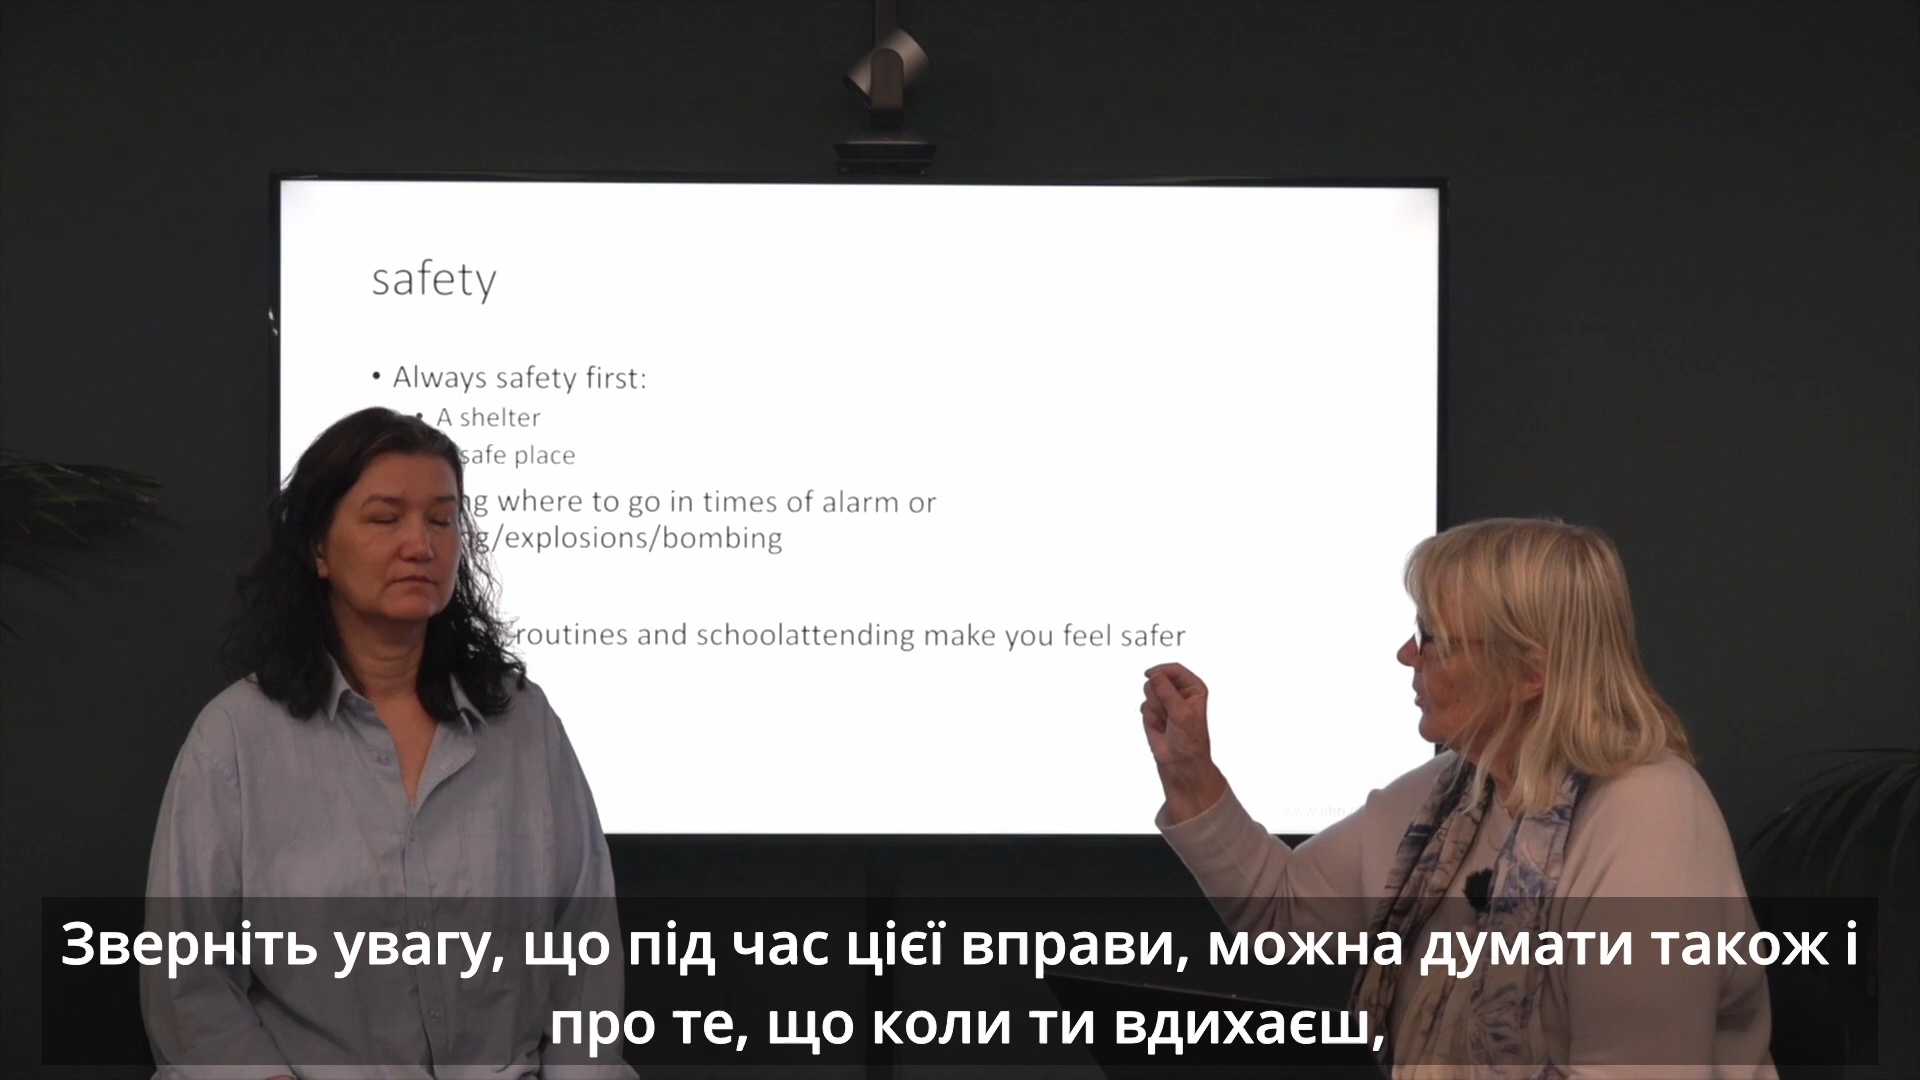 safety
• Always safety first:
• A shelter
safe place
where to go in times of alarm or
/explosions/bombing
routines and schoolattending make you feel safer
Зверніть увагу, що під час цієї вправи, можна думати також і
про те, що коли ти вдихаєш,